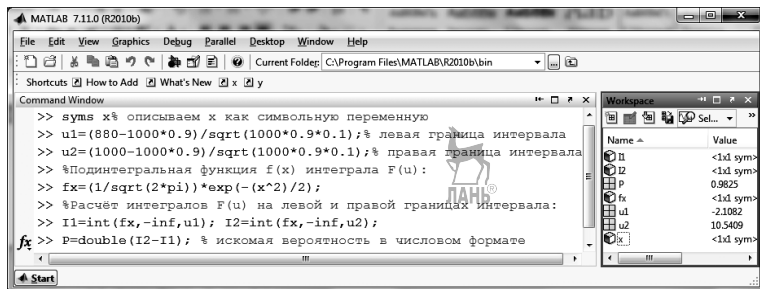 MATLAB 7.11.0 (R2010b)
File Edit View Graphics Debug Parallel Desktop Window Help
Current Folder: C:\Program Files\MATLAB\R2010b\bin
Shortcuts How to Add What's New x y
Command Window
>> syms x% описываем x как символьную переменную
>> u1=(880-1000*0.9)/sqrt(1000*0.9*0.1);% левая граница интервала
>> u2=(1000-1000*0.9)/sqrt(1000*0.9*0.1);% правая граница интервала
>> %Подинтегральная функция f(x) интеграла F(u):
>> fx=(1/sqrt(2*pi))*exp(-(x^2)/2);
>> %Расчёт интегралов F(u) на левой и правой границах интервала:
>> I1=int(fx,-inf,u1); I2=int(fx,-inf,u2);
fx >> P=double(I2-I1); % искомая вероятность в числовом формате
ЛАНЬ®
Workspace
Sel... »
Name Value
I1 <1x1 sym>
I2 <1x1 sym>
P 0.9825
fx <1x1 sym>
u1 -2.1082
u2 10.5409
x <1x1 sym>
Start